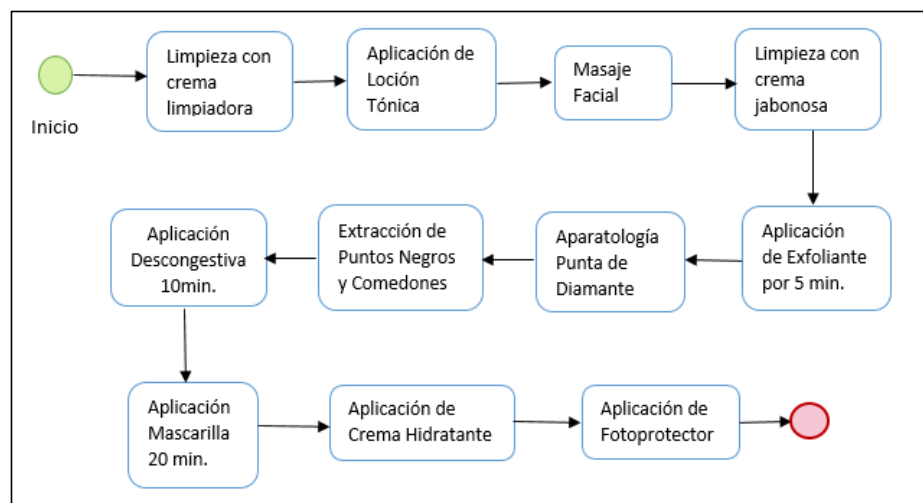 Inicio
Limpieza con
crema
limpiadora
Aplicación de
Loción
Tónica
Masaje
Facial
Limpieza con
crema
jabonosa
Aplicación
de Exfoliante
por 5 min.
Aparatología
Punta de
Diamante
Extracción de
Puntos Negros
y Comedones
Aplicación
Descongestiva
10min.
Aplicación
Mascarilla
20 min.
Aplicación de
Crema Hidratante
Aplicación de
Fotoprotector